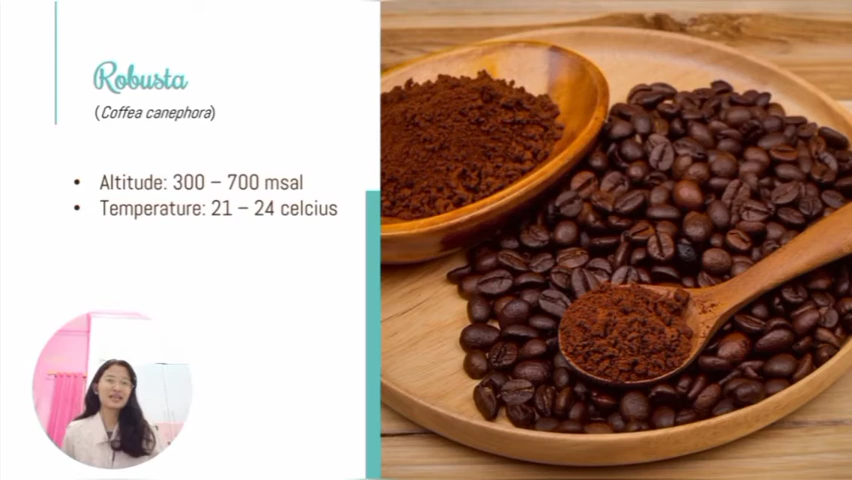 Robusta
(Coffea canephora)
• Altitude: 300 – 700 msal
• Temperature: 21 – 24 celcius